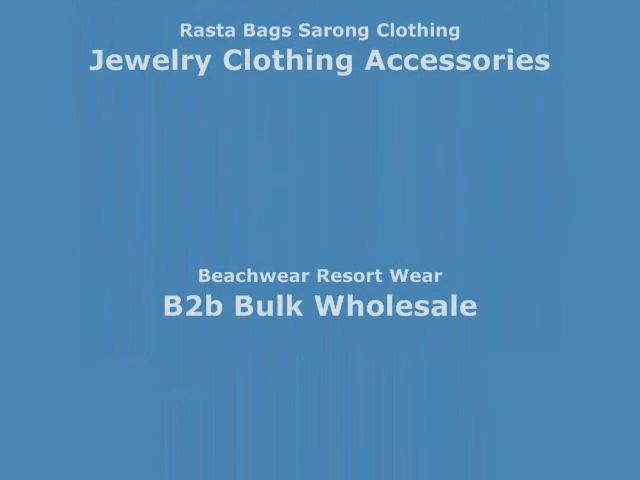 Rasta Bags Sarong Clothing
Jewelry Clothing Accessories
Beachwear Resort Wear
B2b Bulk Wholesale